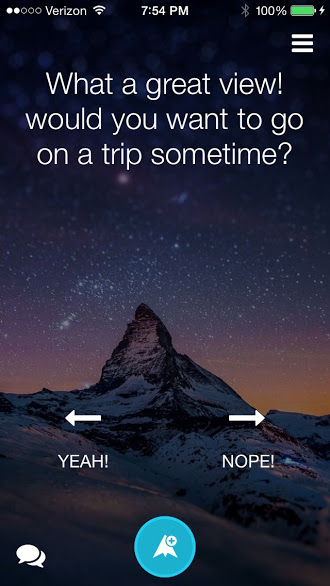 Verizon 7:54 PM 100%
What a great view!
would you want to go
on a trip sometime?
YEAH! NOPE!